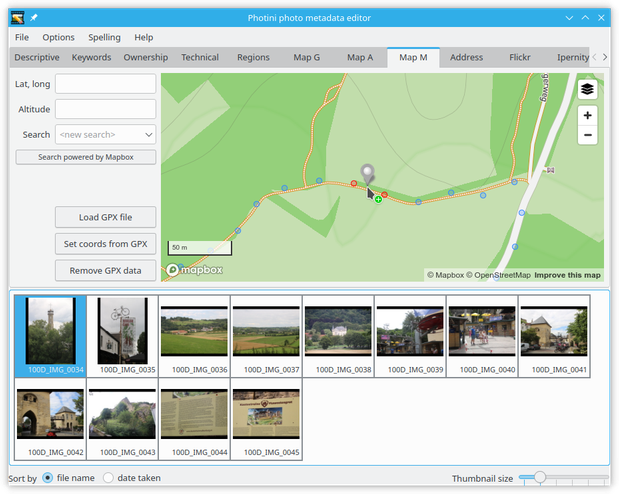 Photini photo metadata editor
File Options Spelling Help
Descriptive Keywords Ownership Technical Regions Map G Map A Map M Address Flickr Ipernity
Lat, long
Altitude
Search <new search>
Search powered by Mapbox
Load GPX file
Set coords from GPX
Remove GPX data
gerweg
+
−
50 m
mapbox
© Mapbox © OpenStreetMap Improve this map
100D_IMG_0034 100D_IMG_0035 100D_IMG_0036 100D_IMG_0037 100D_IMG_0038 100D_IMG_0039 100D_IMG_0040 100D_IMG_0041
100D_IMG_0042 100D_IMG_0043 100D_IMG_0044 100D_IMG_0045
Sort by file name date taken Thumbnail size